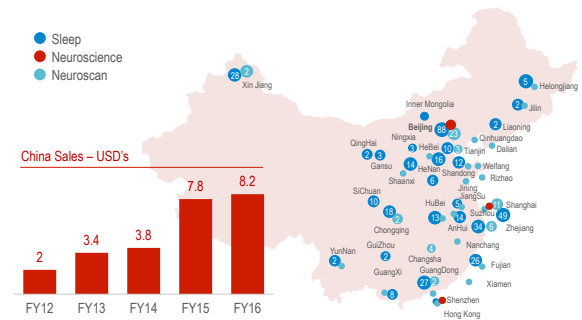 Sleep
Neuroscience
Neuroscan
28
2
Xin Jiang
5
Helongjiang
2
Jilin
Inner Mongolia
2
Liaoning
Beijing
88
23
Qinhuangdao
Dalian
QingHai
2
3
Gansu
Ningxia
3
HeBei
10
3
Tianjin
14
16
12
Shandong
Welfang
Shaanxi
HeNan
6
Rizhao
Jining
JiangSu
SiChuan
10
18
2
Chongqing
HuBei
5
13
14
AnHui
Suzhou
11
Shanghai
49
34
6
Zhejiang
YunNan
2
GuiZhou
2
GuangXi
8
4
Changsha
Nanchang
26
Fujian
GuangDong
27
2
Xiamen
Shenzhen
Hong Kong
China Sales – USD's
2
3.4
3.8
7.8
8.2
FY12
FY13
FY14
FY15
FY16